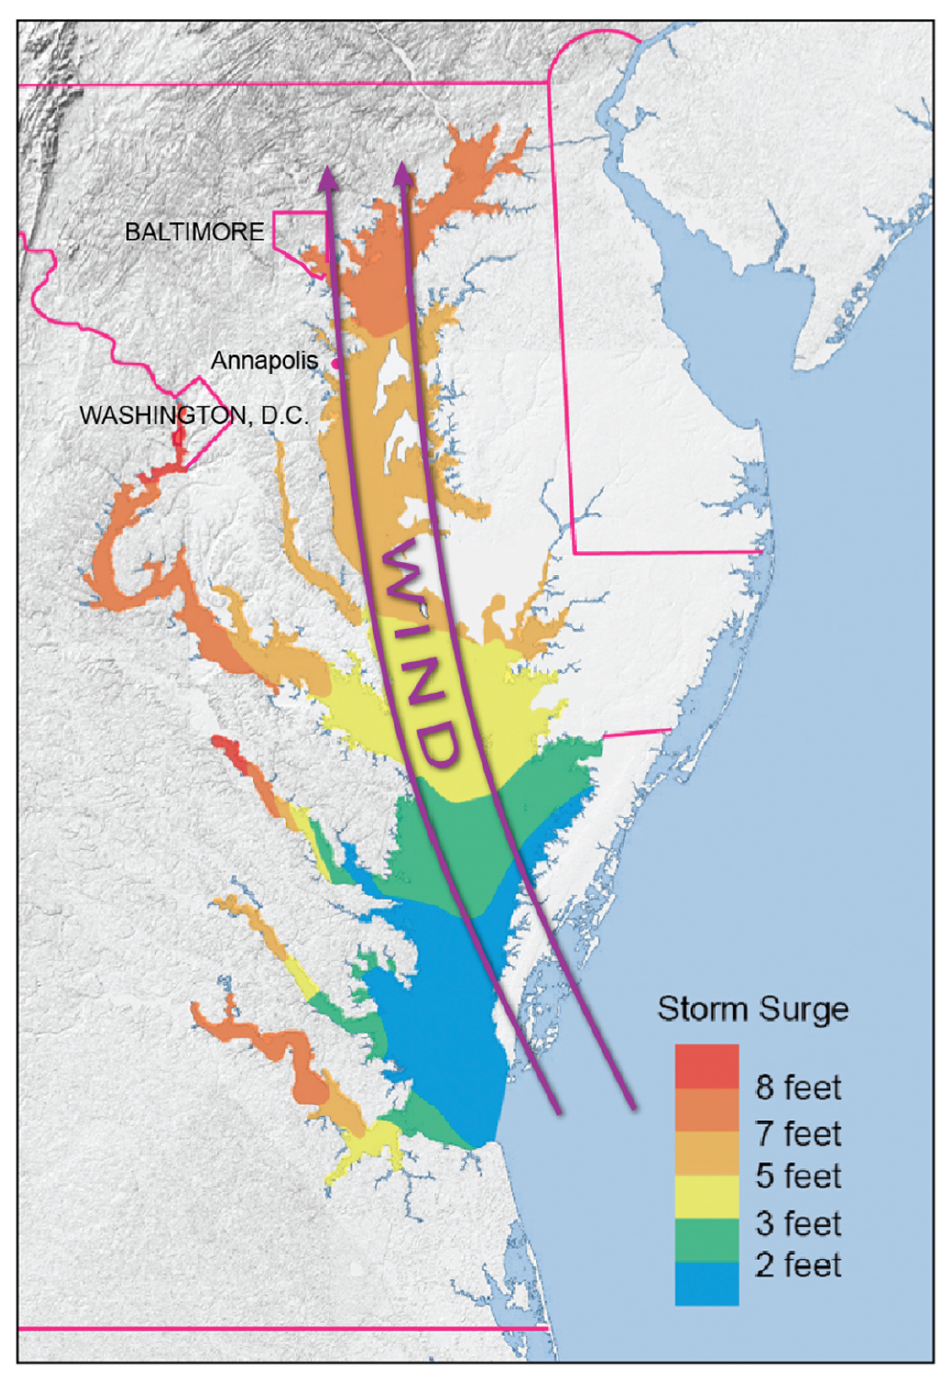 BALTIMORE
Annapolis
WASHINGTON, D.C.
WIND
Storm Surge
8 feet
7 feet
5 feet
3 feet
2 feet